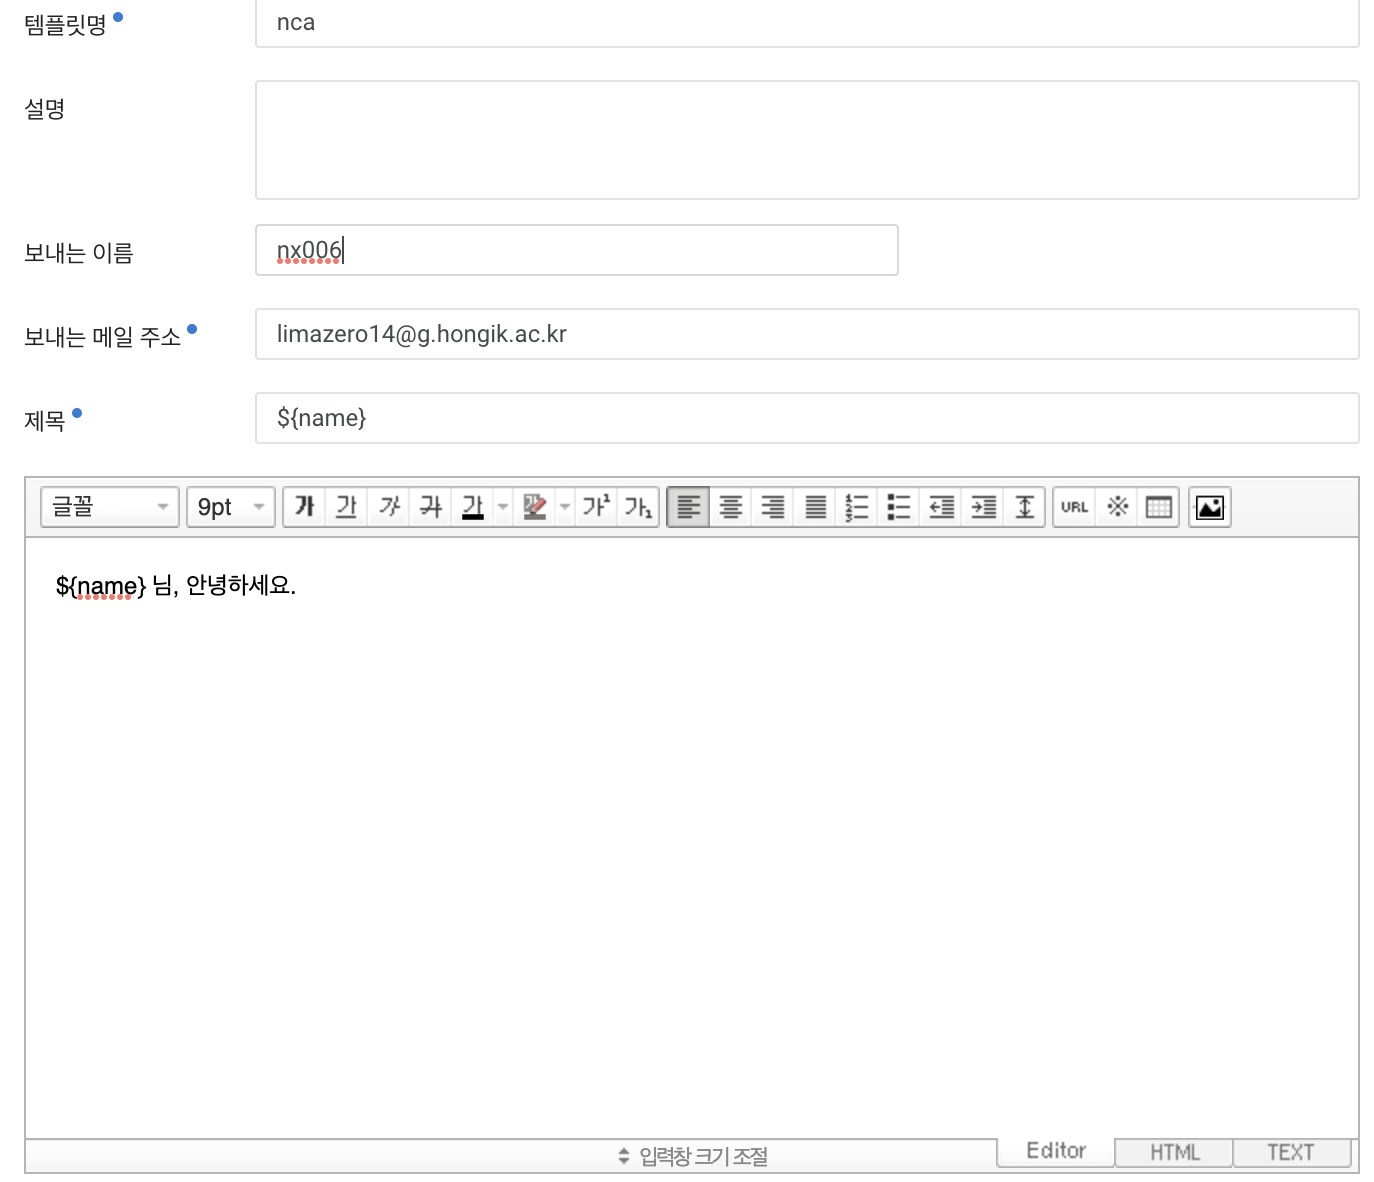 템플릿명
nca
설명
보내는 이름
nx006
보내는 메일 주소
limazero14@g.hongik.ac.kr
제목
${name}
글꼴 9pt 가 가 가 가 가 가¹ 가₁ URL ※
${name} 님, 안녕하세요.
입력창 크기 조절 Editor HTML TEXT